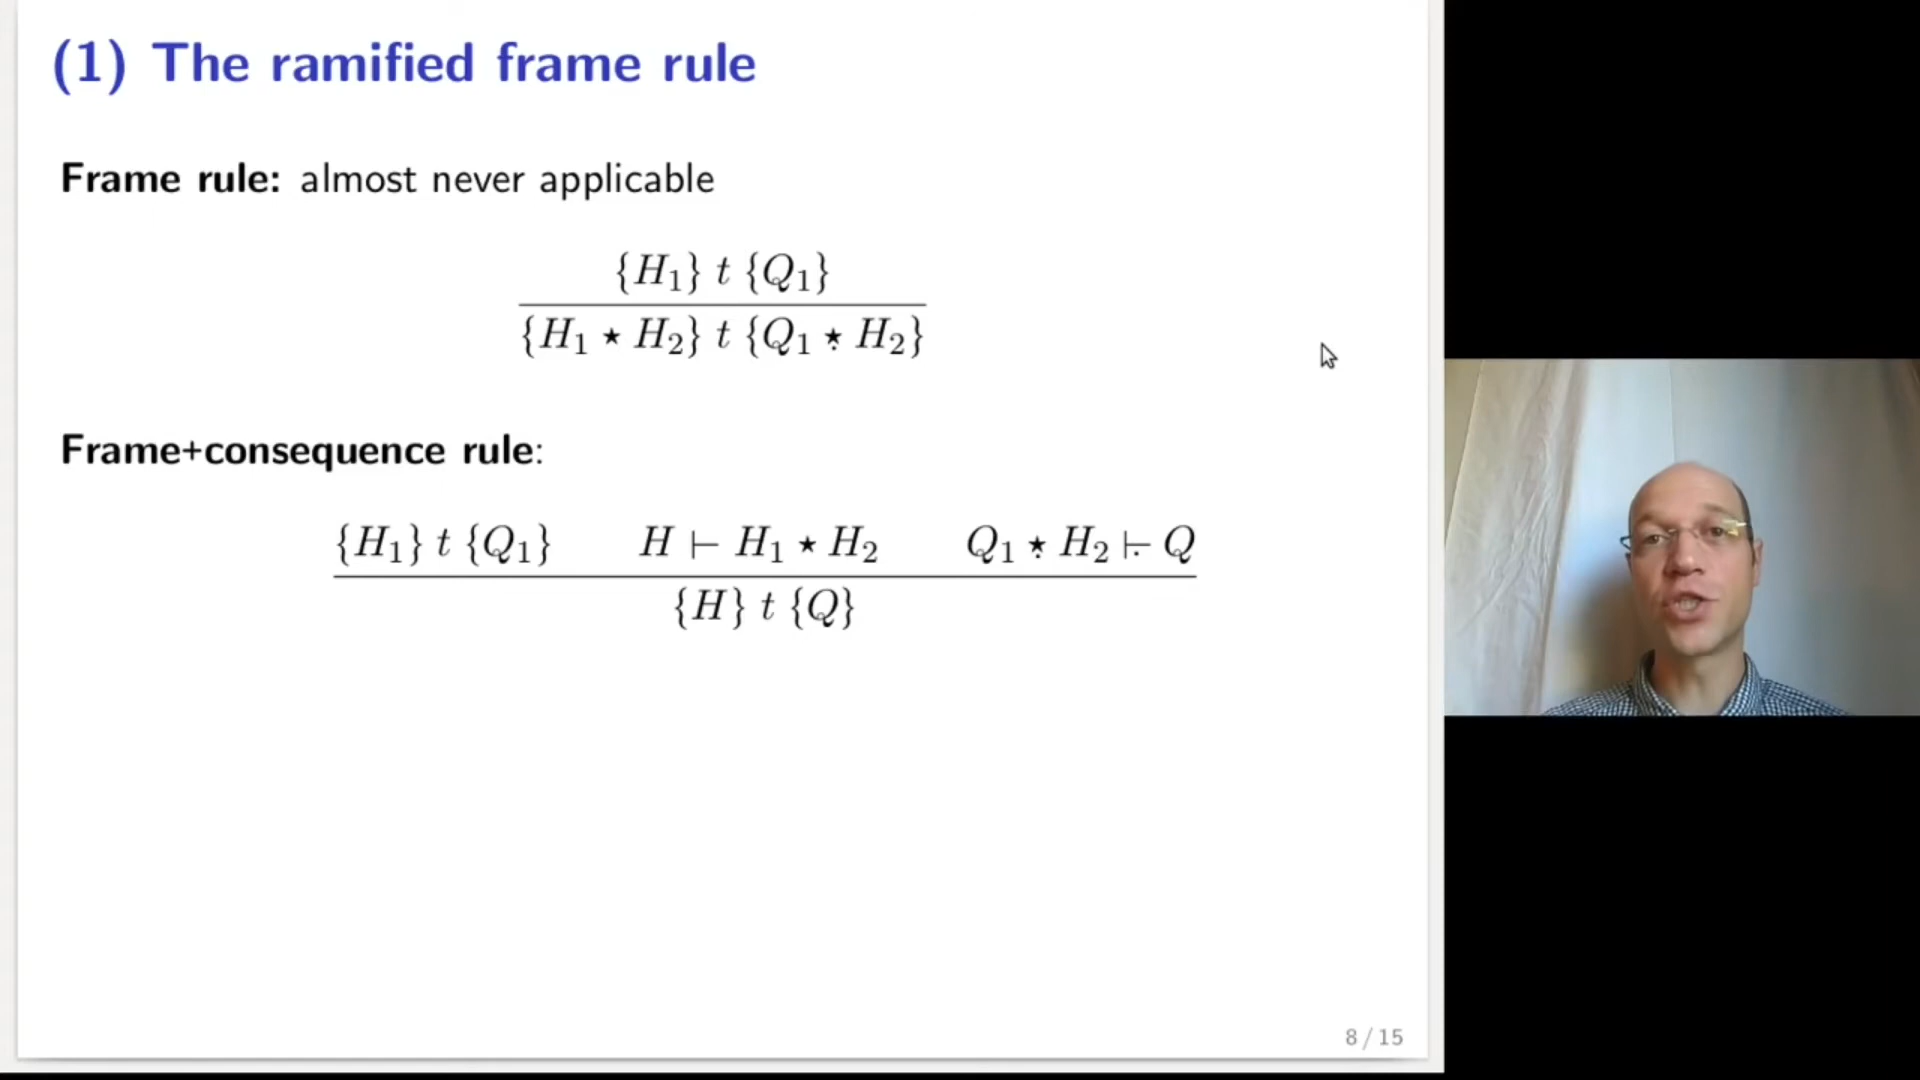 (1) The ramified frame rule
Frame rule: almost never applicable
{H₁} t {Q₁}
{H₁ ⋆ H₂} t {Q₁ ⋆̣ H₂}
Frame+consequence rule:
{H₁} t {Q₁} H ⊢ H₁ ⋆ H₂ Q₁ ⋆̣ H₂ ⊢̣ Q
{H} t {Q}
8 / 15